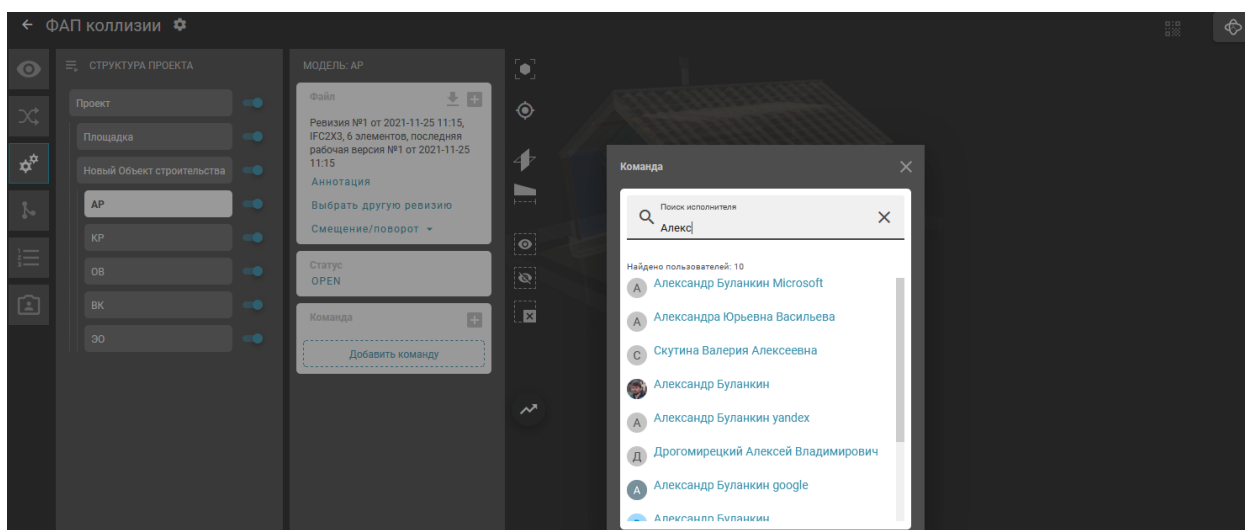 ФАП коллизии
СТРУКТУРА ПРОЕКТА
Проект
Площадка
Новый Объект строительства
АР
КР
ОВ
ВК
ЭО
МОДЕЛЬ: АР
Файл
Ревизия №1 от 2021-11-25 11:15,
IFC2X3, 6 элементов, последняя
рабочая версия №1 от 2021-11-25
11:15
Аннотация
Выбрать другую ревизию
Смещение/поворот
Статус
OPEN
Команда
Добавить команду
Команда
Поиск исполнителя
Алекс
Найдено пользователей: 10
А Александр Буланкин Microsoft
А Александра Юрьевна Васильева
С Скутина Валерия Алексеевна
Александр Буланкин
А Александр Буланкин yandex
Д Дрогомирецкий Алексей Владимирович
А Александр Буланкин google
Александр Буланкин